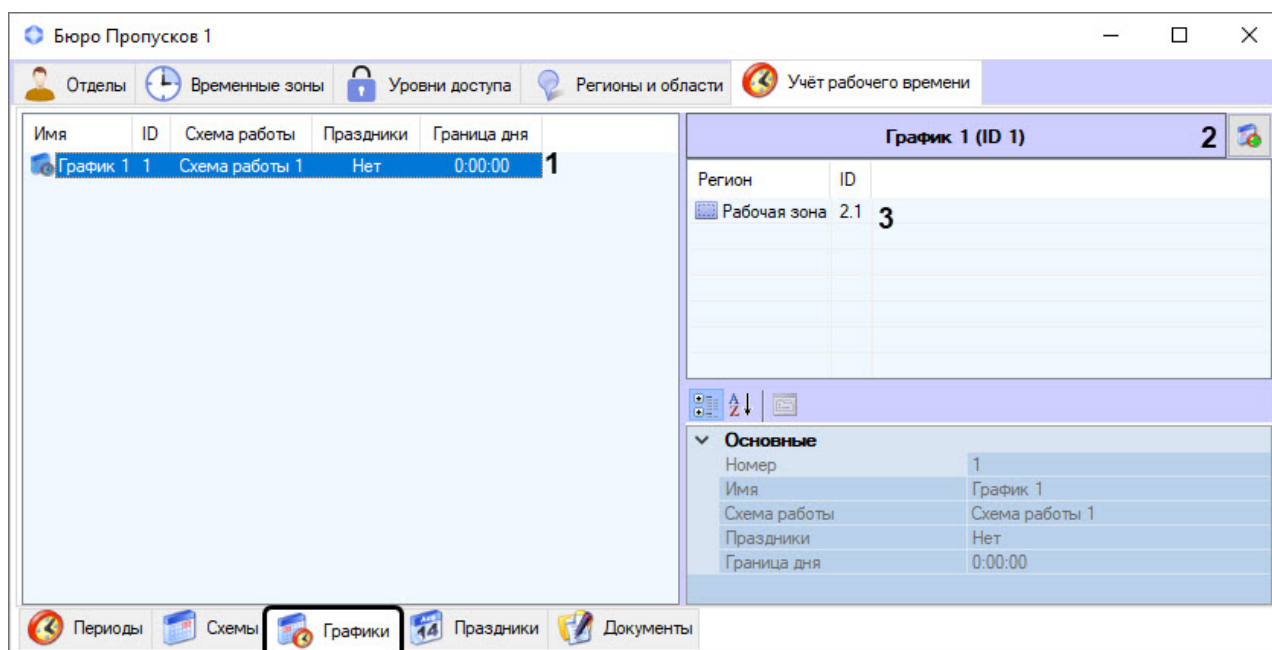 Бюро Пропусков 1
Отделы Временные зоны Уровни доступа Регионы и области Учёт рабочего времени
Имя ID Схема работы Праздники Граница дня
График 1 1 Схема работы 1 Нет 0:00:00 1
График 1 (ID 1) 2
Регион ID
Рабочая зона 2.1 3
Основные
Номер 1
Имя График 1
Схема работы Схема работы 1
Праздники Нет
Граница дня 0:00:00
Периоды Схемы Графики Праздники Документы